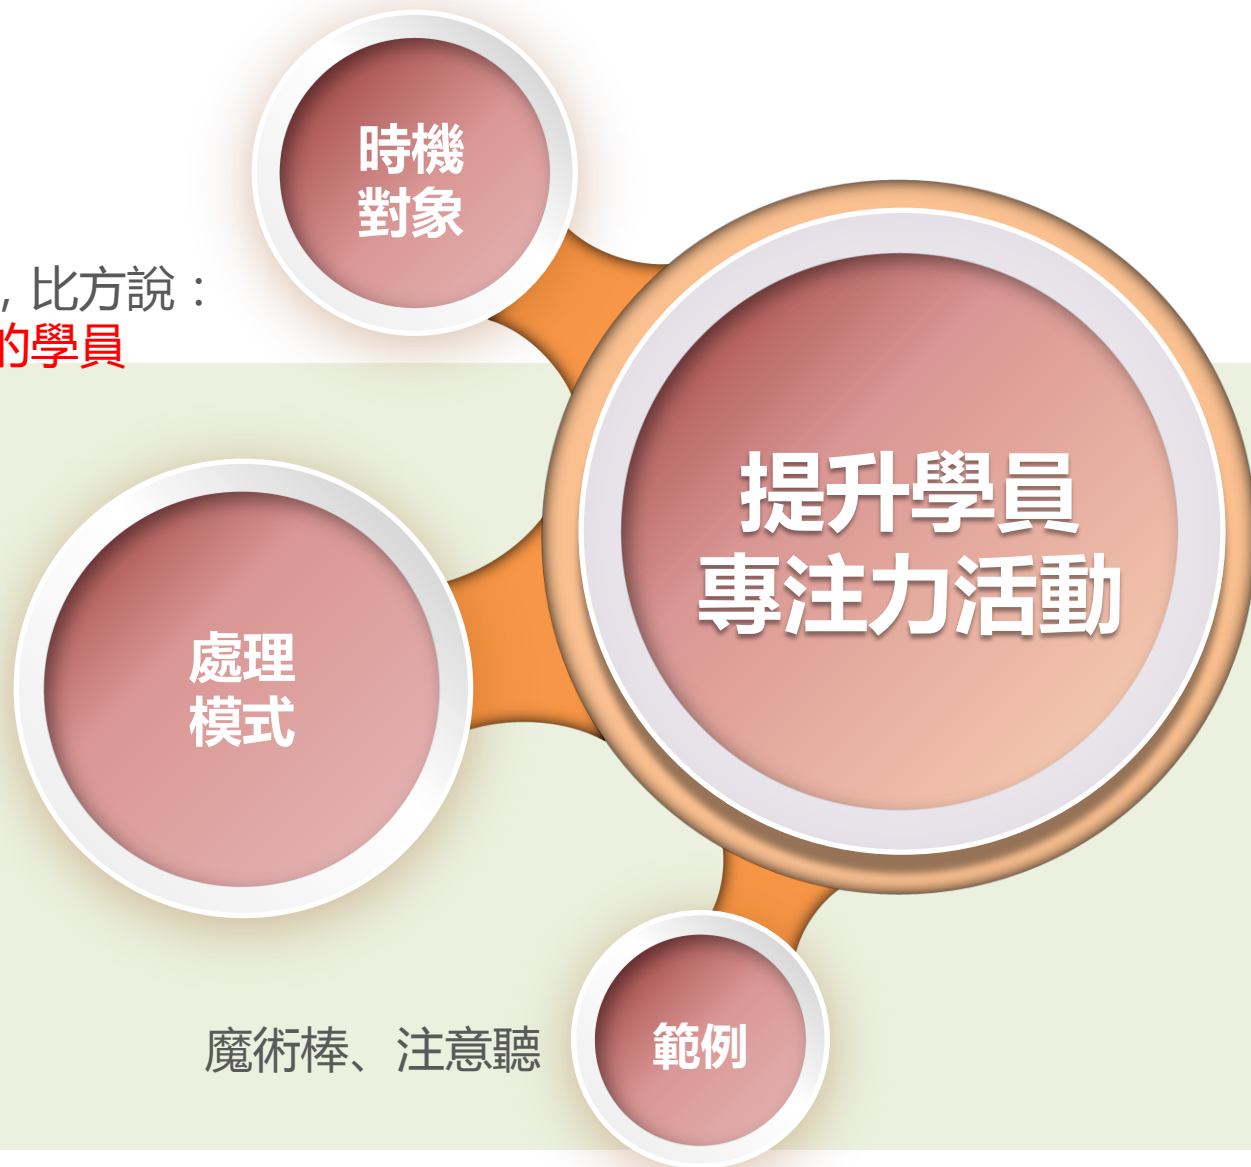 時機
對象
, 比方說：
的學員
提升學員
專注力活動
處理
模式
魔術棒、注意聽
範例